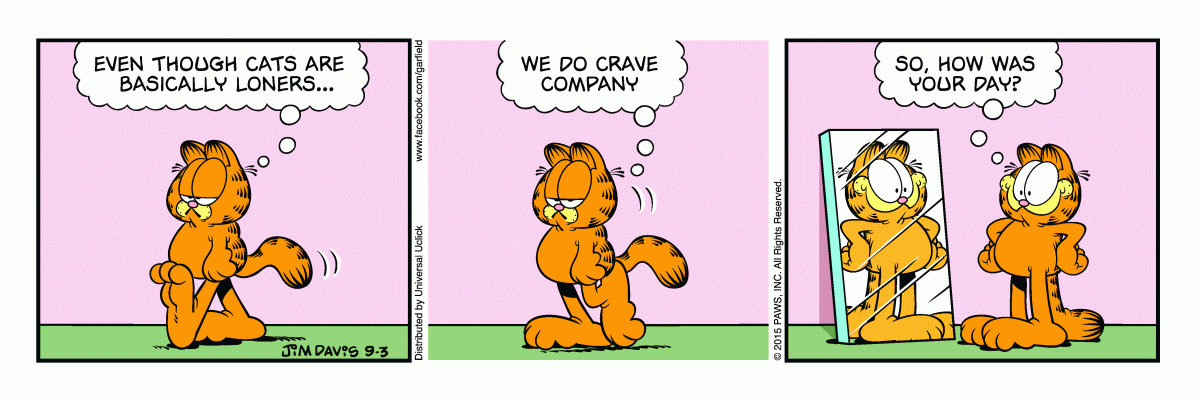 EVEN THOUGH CATS ARE
BASICALLY LONERS...
JIM DAVIS 9-3
www.facebook.com/garfield
Distributed by Universal Uclick
WE DO CRAVE
COMPANY
SO, HOW WAS
YOUR DAY?
© 2015 PAWS, INC. All Rights Reserved.